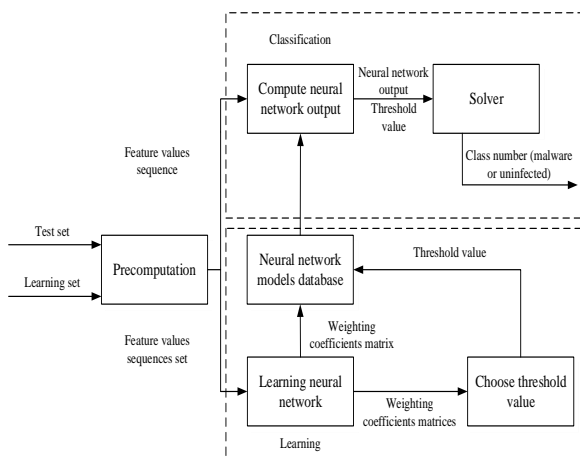 Classification
Compute neural
network output
Neural network
output
Threshold
value
Solver
Class number (malware
or uninfected)
Feature values
sequence
Test set
Learning set
Precomputation
Neural network
models database
Threshold value
Feature values
sequences set
Weighting
coefficients matrix
Learning neural
network
Weighting
coefficients matrices
Choose threshold
value
Learning